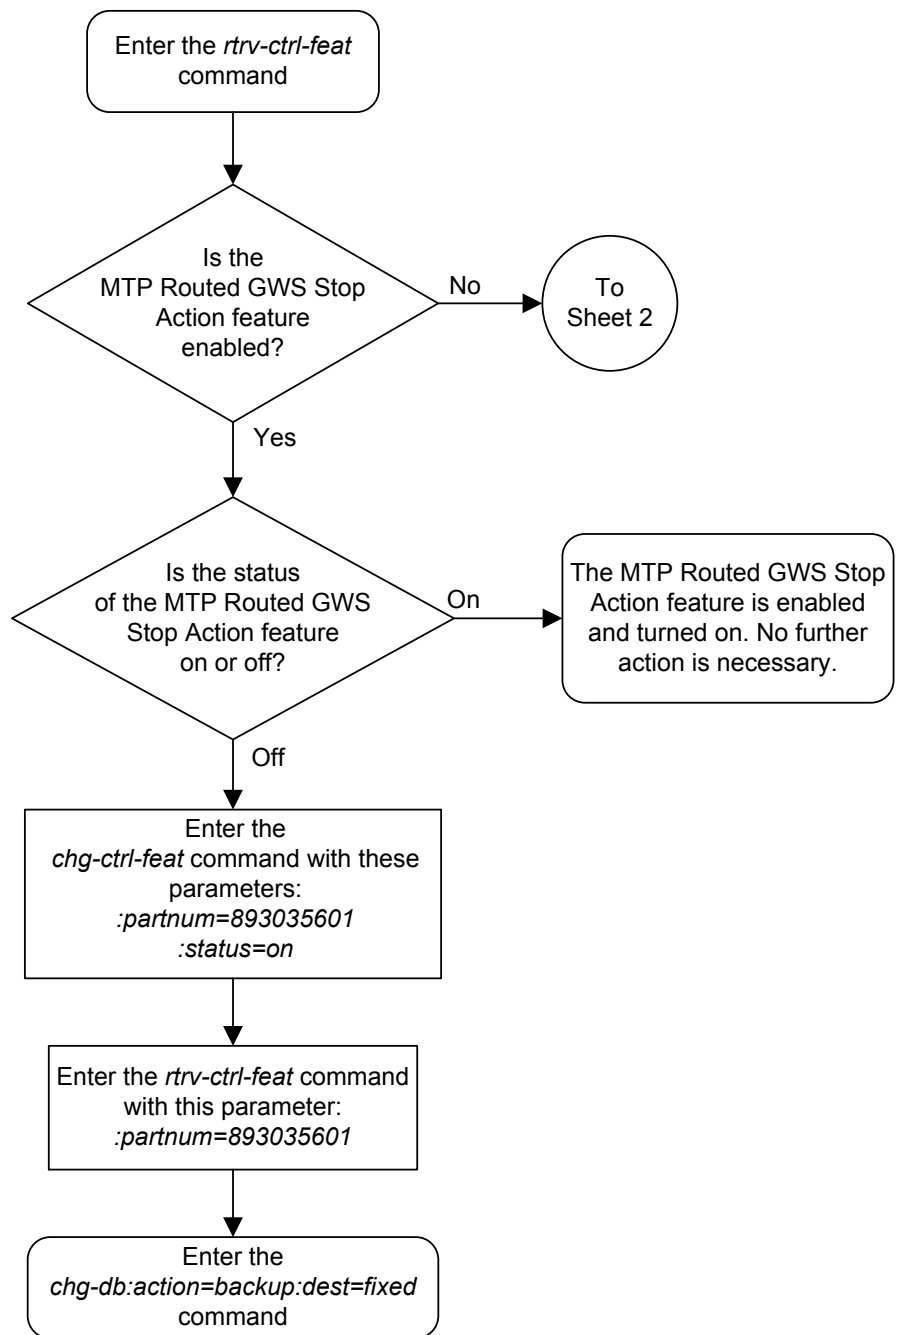 Enter the rtrv-ctrl-feat
command
Is the
MTP Routed GWS Stop
Action feature
enabled?
No
To
Sheet 2
Yes
Is the status
of the MTP Routed GWS
Stop Action feature
on or off?
On
The MTP Routed GWS Stop
Action feature is enabled
and turned on. No further
action is necessary.
Off
Enter the
chg-ctrl-feat command with these
parameters:
:partnum=893035601
:status=on
Enter the rtrv-ctrl-feat command
with this parameter:
:partnum=893035601
Enter the
chg-db:action=backup:dest=fixed
command